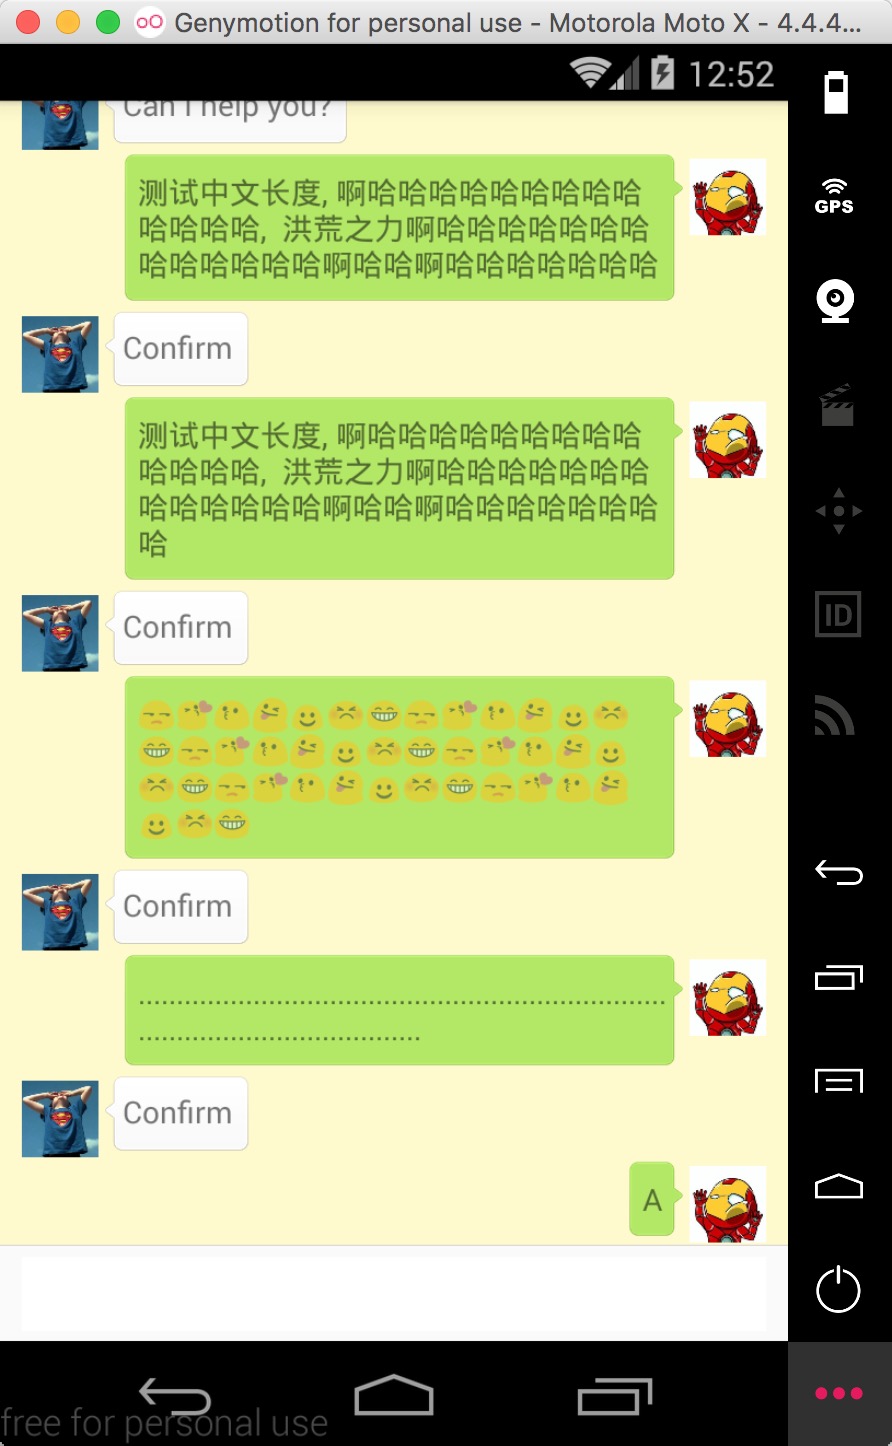 Genymotion for personal use - Motorola Moto X - 4.4.4...
12:52
Can I help you?
测试中文长度, 啊哈哈哈哈哈哈哈哈哈
哈哈哈哈,  洪荒之力啊哈哈哈哈哈哈哈
哈哈哈哈哈哈啊哈哈啊哈哈哈哈哈哈哈
GPS
Confirm
测试中文长度, 啊哈哈哈哈哈哈哈哈哈
哈哈哈哈,  洪荒之力啊哈哈哈哈哈哈哈
哈哈哈哈哈哈啊哈哈啊哈哈哈哈哈哈哈
哈
Confirm
ID
Confirm
.....................................................................
.....................................
Confirm
A
free for personal use